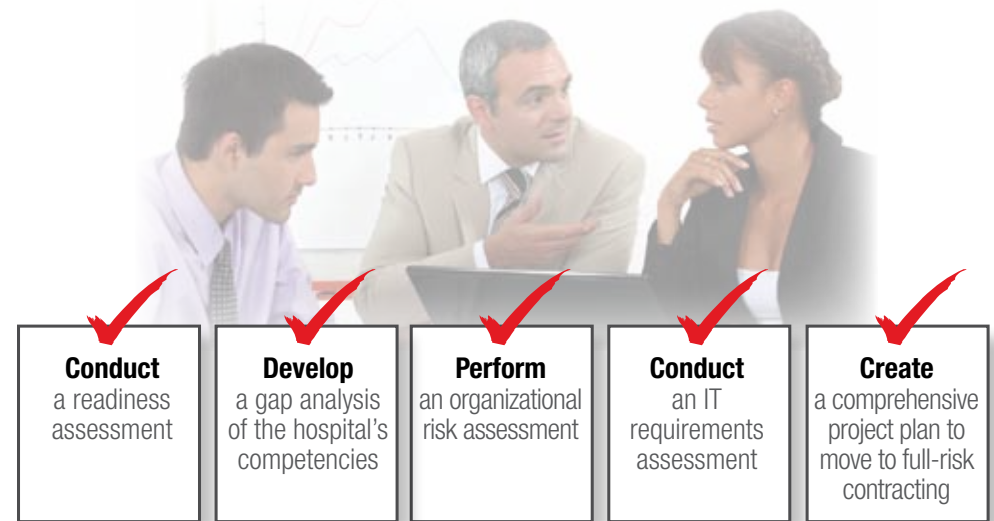 Conduct
a readiness
assessment
Develop
a gap analysis
of the hospital’s
competencies
Perform
an organizational
risk assessment
Conduct
an IT
requirements
assessment
Create
a comprehensive
project plan to
move to full-risk
contracting